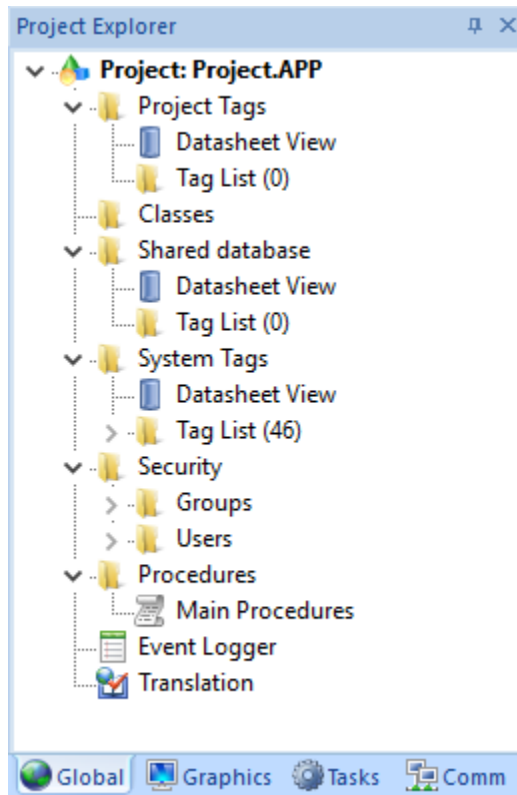 Project Explorer
Project: Project.APP
Project Tags
Datasheet View
Tag List (0)
Classes
Shared database
Datasheet View
Tag List (0)
System Tags
Datasheet View
Tag List (46)
Security
Groups
Users
Procedures
Main Procedures
Event Logger
Translation
Global Graphics Tasks Comm